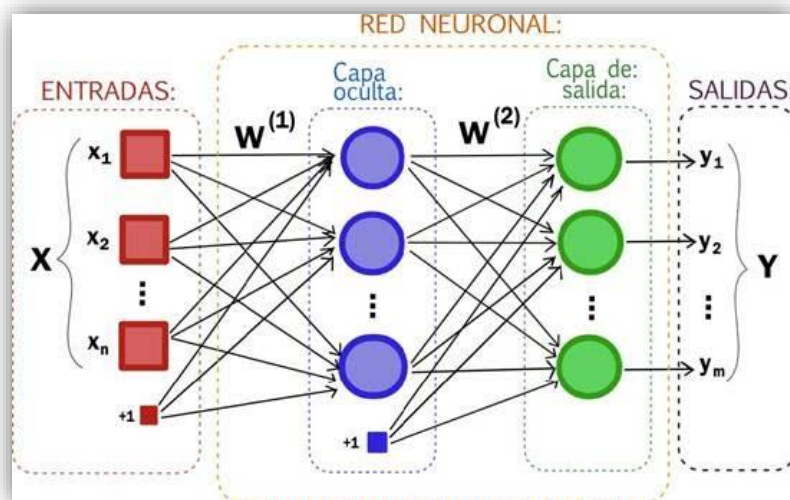 RED NEURONAL:
ENTRADAS:
Capa
oculta:
Capa de:
salida:
SALIDAS:
W(1)
W(2)
x1
x2
xn
X
+1
+1
y1
y2
ym
Y